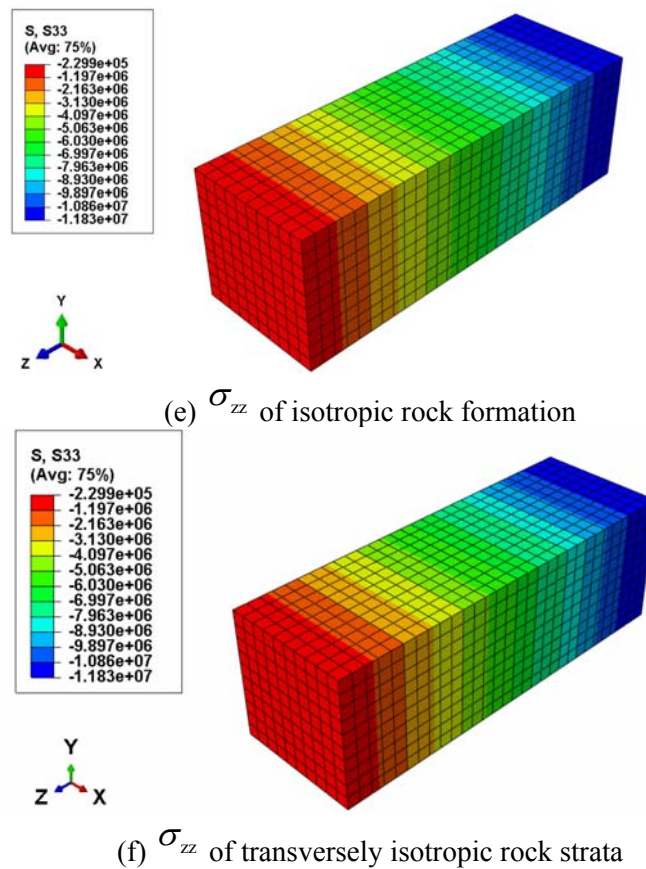 S, S33
(Avg: 75%)
-2.299e+05
-1.197e+06
-2.163e+06
-3.130e+06
-4.097e+06
-5.063e+06
-6.030e+06
-6.997e+06
-7.963e+06
-8.930e+06
-9.897e+06
-1.086e+07
-1.183e+07
Y
Z X
(e) σzz of isotropic rock formation
S, S33
(Avg: 75%)
-2.299e+05
-1.197e+06
-2.163e+06
-3.130e+06
-4.097e+06
-5.063e+06
-6.030e+06
-6.997e+06
-7.963e+06
-8.930e+06
-9.897e+06
-1.086e+07
-1.183e+07
Y
Z X
(f) σzz of transversely isotropic rock strata